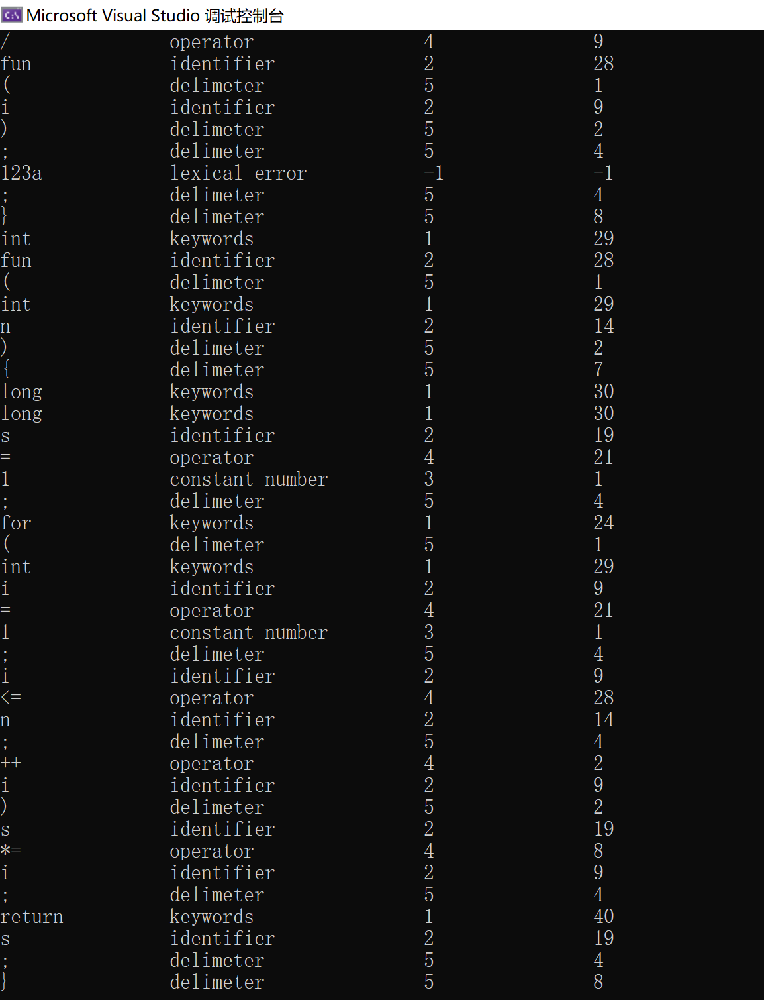 Microsoft Visual Studio 调试控制台
/ operator 4 9
fun identifier 2 28
( delimeter 5 1
i identifier 2 9
) delimeter 5 2
; delimeter 5 4
123a lexical error -1 -1
; delimeter 5 4
} delimeter 5 8
int keywords 1 29
fun identifier 2 28
( delimeter 5 1
int keywords 1 29
n identifier 2 14
) delimeter 5 2
{ delimeter 5 7
long keywords 1 30
long keywords 1 30
s identifier 2 19
= operator 4 21
1 constant_number 3 1
; delimeter 5 4
for keywords 1 24
( delimeter 5 1
int keywords 1 29
i identifier 2 9
= operator 4 21
1 constant_number 3 1
; delimeter 5 4
i identifier 2 9
<= operator 4 28
n identifier 2 14
; delimeter 5 4
++ operator 4 2
i identifier 2 9
) delimeter 5 2
s identifier 2 19
*= operator 4 8
i identifier 2 9
; delimeter 5 4
return keywords 1 40
s identifier 2 19
; delimeter 5 4
} delimeter 5 8